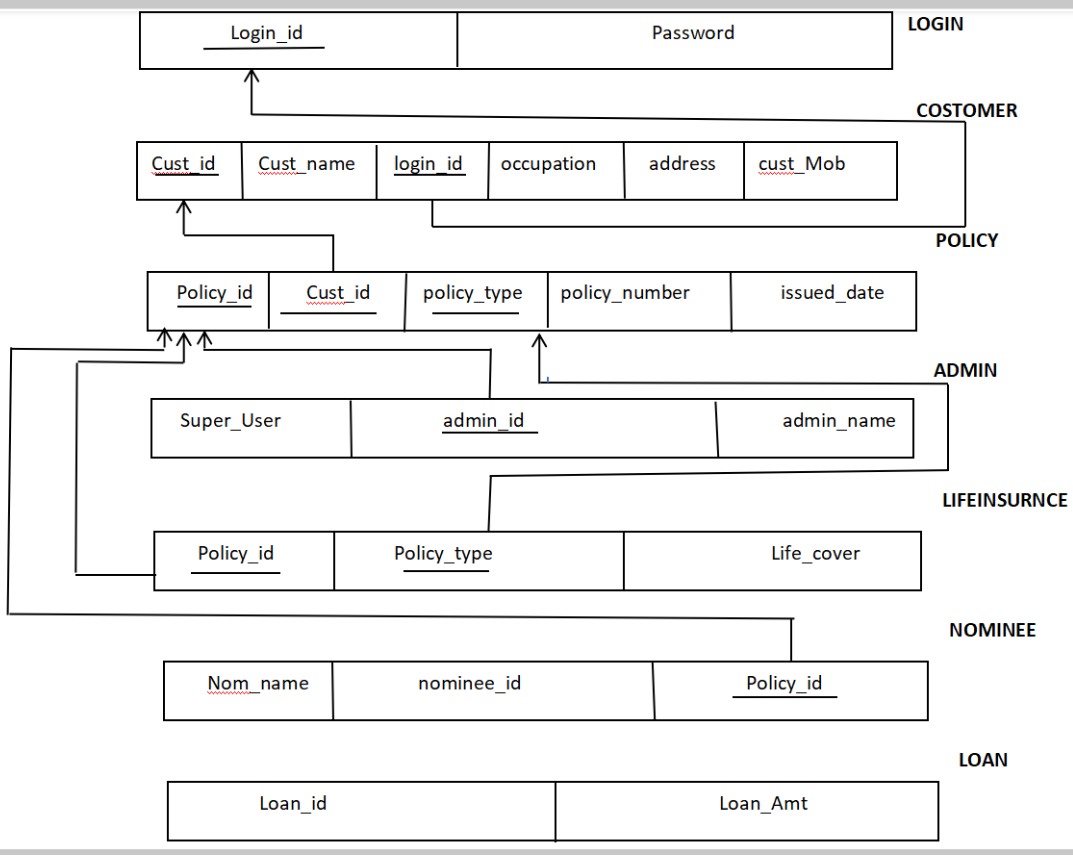 LOGIN
Login_id Password
COSTOMER
Cust_id Cust_name login_id occupation address cust_Mob
POLICY
Policy_id Cust_id policy_type policy_number issued_date
ADMIN
Super_User admin_id admin_name
LIFEINSURNCE
Policy_id Policy_type Life_cover
NOMINEE
Nom_name nominee_id Policy_id
LOAN
Loan_id Loan_Amt